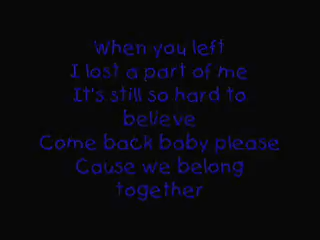 When you left
I lost a part of me
It's still so hard to
believe
Come back baby please
Cause we belong
together